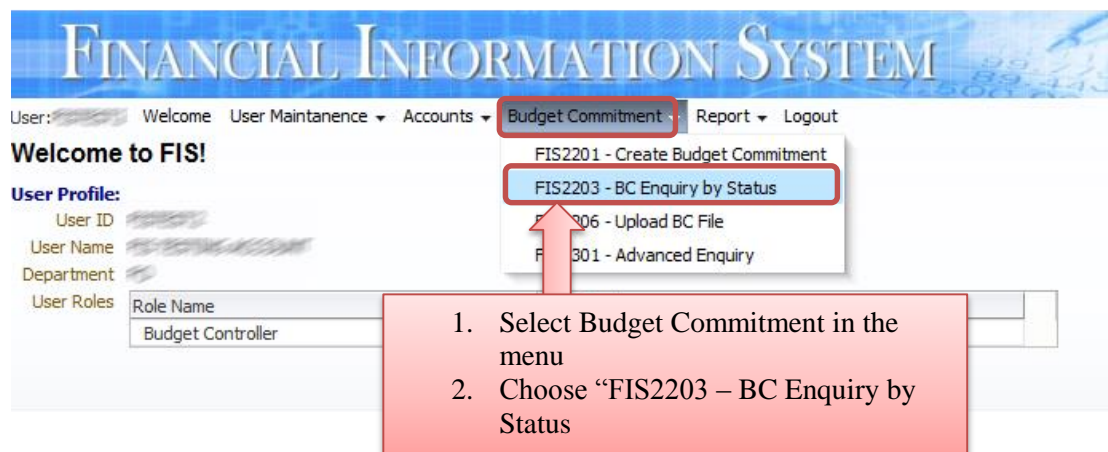 FINANCIAL INFORMATION SYSTEM
User: Welcome User Maintanence Accounts Budget Commitment Report Logout
Welcome to FIS!
FIS2201 - Create Budget Commitment
User Profile:
FIS2203 - BC Enquiry by Status
User ID
06 - Upload BC File
User Name
301 - Advanced Enquiry
Department
User Roles
Role Name
Budget Controller
1. Select Budget Commitment in the
menu
2. Choose “FIS2203 – BC Enquiry by
Status